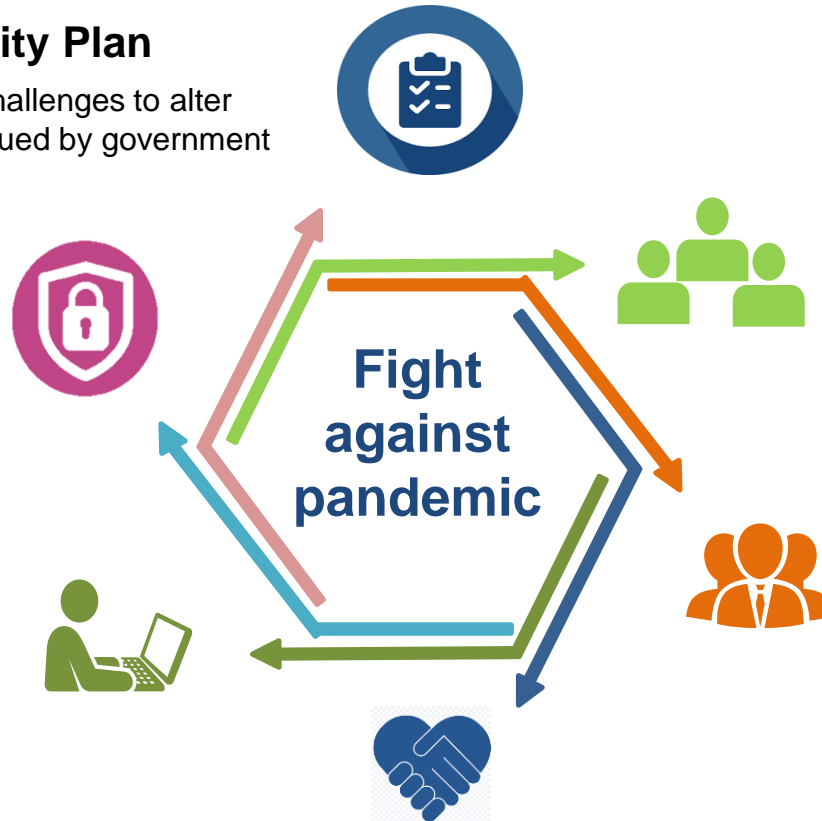 ity Plan
hallenges to alter
ued by government
Fight
against
pandemic